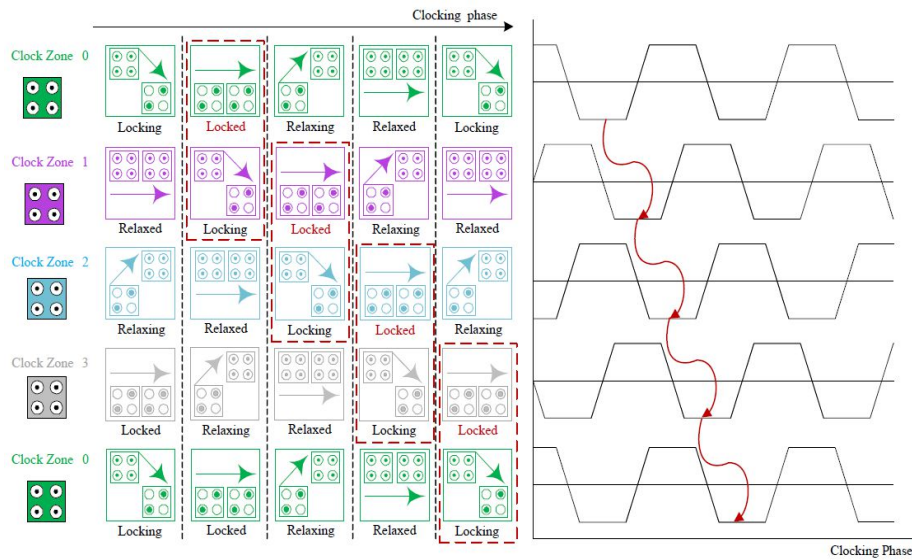 Clocking phase
Clock Zone 0
Locking Locked Relaxing Relaxed Locking
Clock Zone 1
Relaxed Locking Locked Relaxing Relaxed
Clock Zone 2
Relaxing Relaxed Locking Locked Relaxing
Clock Zone 3
Locked Relaxing Relaxed Locking Locked
Clock Zone 0
Locking Locked Relaxing Relaxed Locking
Clocking Phase